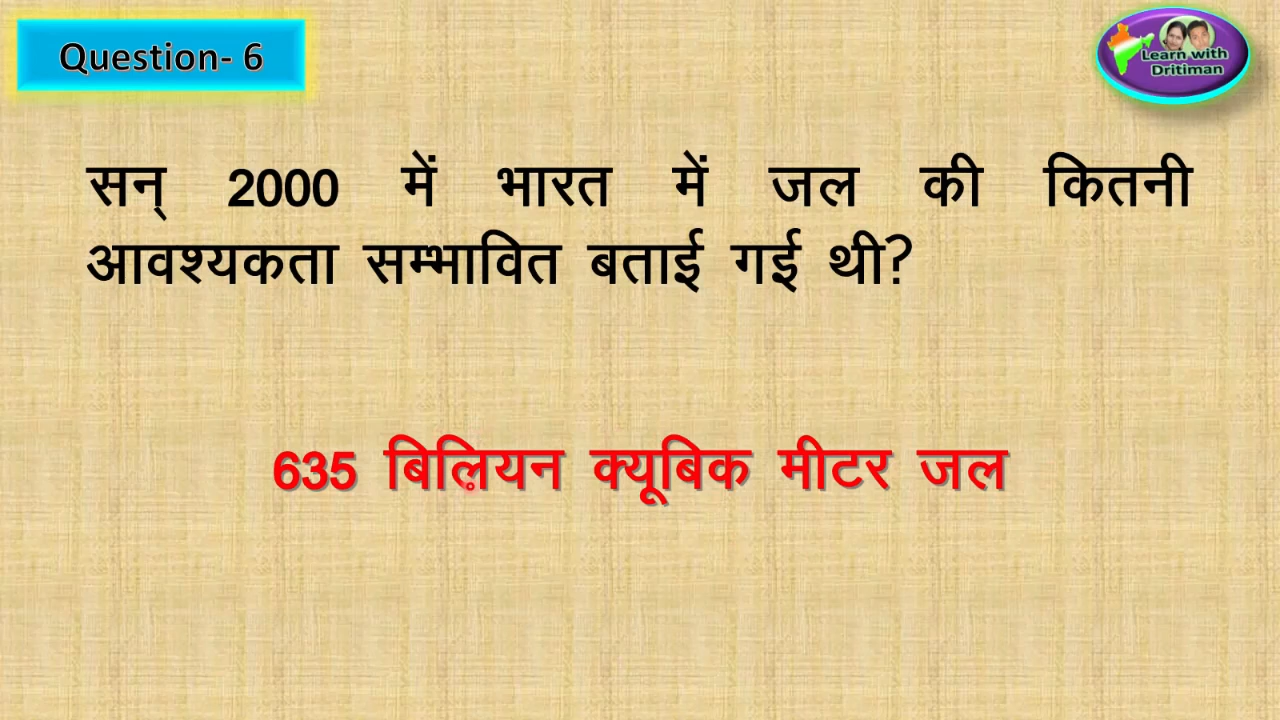 Question- 6
Learn with
Dritiman
सन् 2000 में भारत में जल की कितनी
आवश्यकता सम्भावित बताई गई थी?
635 बिलियन क्यूबिक मीटर जल